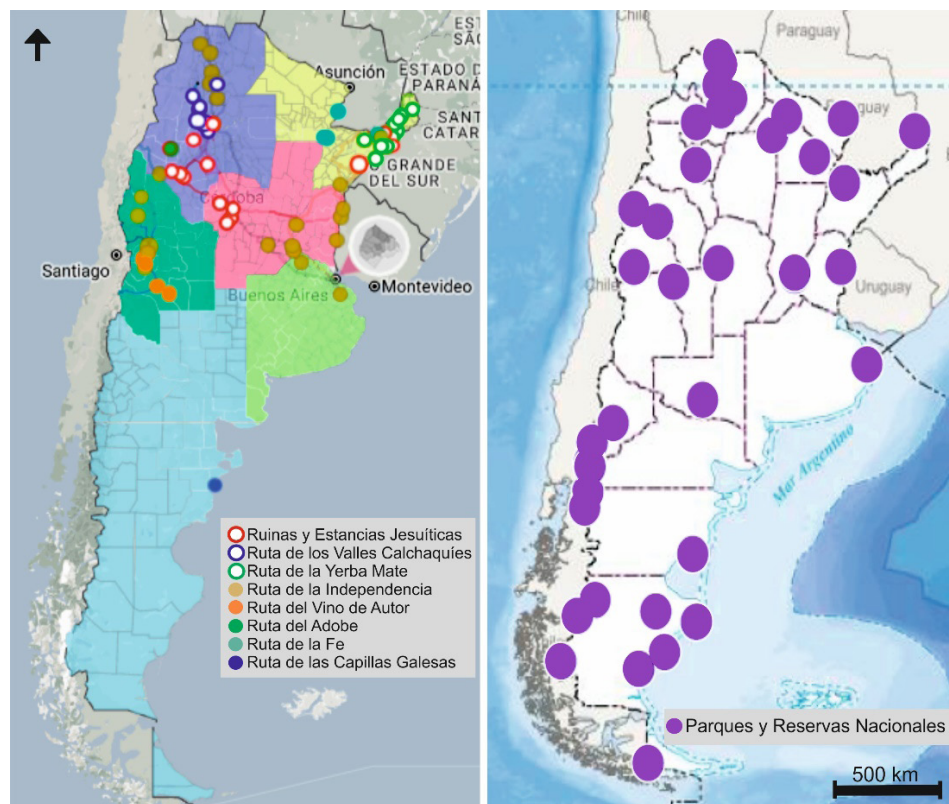 Asunción
ESTADO D
PARANÁ
SANT
CATAR
GRANDE
DEL SUR
Córdoba
Santiago
Buenos Aires
Montevideo
Ruinas y Estancias Jesuíticas
Ruta de los Valles Calchaquíes
Ruta de la Yerba Mate
Ruta de la Independencia
Ruta del Vino de Autor
Ruta del Adobe
Ruta de la Fe
Ruta de las Capillas Galesas
Chile
Paraguay
guay
Chile
Uruguay
Mar Argentino
Parques y Reservas Nacionales
500 km